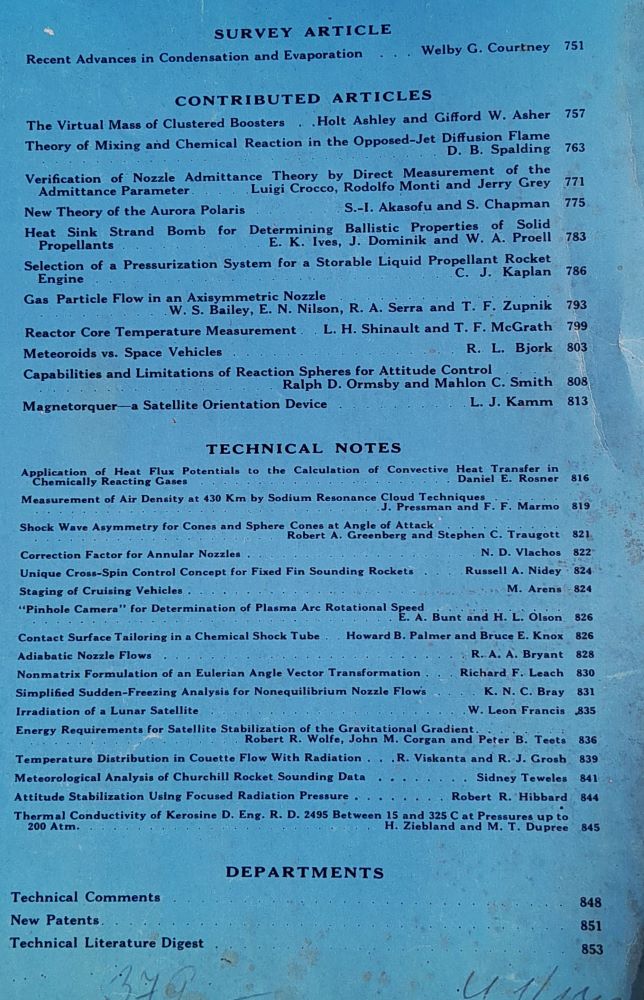 SURVEY ARTICLE
Recent Advances in Condensation and Evaporation . . . Welby G. Courtney 751
CONTRIBUTED ARTICLES
The Virtual Mass of Clustered Boosters . . Holt Ashley and Gifford W. Asher 757
Theory of Mixing and Chemical Reaction in the Opposed-Jet Diffusion Flame
D. B. Spalding 763
Verification of Nozzle Admittance Theory by Direct Measurement of the
Admittance Parameter. Luigi Crocco, Rodolfo Monti and Jerry Grey 771
New Theory of the Aurora Polaris S.-I. Akasofu and S. Chapman 775
Heat Sink Strand Bomb for Determining Ballistic Properties of Solid
Propellants E. K. Ives, J. Dominik and W. A. Proell 783
Selection of a Pressurization System for a Storable Liquid Propellant Rocket
Engine C. J. Kaplan 786
Gas Particle Flow in an Axisymmetric Nozzle
W. S. Bailey, E. N. Nilson, R. A. Serra and T. F. Zupnik 793
Reactor Core Temperature Measurement L. H. Shinault and T. F. McGrath 799
Meteoroids vs. Space Vehicles R. L. Bjork 803
Capabilities and Limitations of Reaction Spheres for Attitude Control
Ralph D. Ormsby and Mahlon C. Smith 808
Magnetorquer—a Satellite Orientation Device L. J. Kamm 813
TECHNICAL NOTES
Application of Heat Flux Potentials to the Calculation of Convective Heat Transfer in
Chemically Reacting Gases Daniel E. Rosner 816
Measurement of Air Density at 430 Km by Sodium Resonance Cloud Techniques
J. Pressman and F. F. Marmo 819
Shock Wave Asymmetry for Cones and Sphere Cones at Angle of Attack
Robert A. Greenberg and Stephen C. Traugott 821
Correction Factor for Annular Nozzles N. D. Vlachos 822
Unique Cross-Spin Control Concept for Fixed Fin Sounding Rockets Russell A. Nidey 824
Staging of Cruising Vehicles M. Arens 824
"Pinhole Camera" for Determination of Plasma Arc Rotational Speed
E. A. Bunt and H. L. Olson 826
Contact Surface Tailoring in a Chemical Shock Tube Howard B. Palmer and Bruce E. Knox 826
Adiabatic Nozzle Flows R. A. A. Bryant 828
Nonmatrix Formulation of an Eulerian Angle Vector Transformation Richard F. Leach 830
Simplified Sudden-Freezing Analysis for Nonequilibrium Nozzle Flows K. N. C. Bray 831
Irradiation of a Lunar Satellite W. Leon Francis 835
Energy Requirements for Satellite Stabilization of the Gravitational Gradient
Robert R. Wolfe, John M. Corgan and Peter B. Teets 836
Temperature Distribution in Couette Flow With Radiation . . . R. Viskanta and R. J. Grosh 839
Meteorological Analysis of Churchill Rocket Sounding Data Sidney Teweles 841
Attitude Stabilization Using Focused Radiation Pressure Robert R. Hibbard 844
Thermal Conductivity of Kerosine D. Eng. R. D. 2495 Between 15 and 325 C at Pressures up to
200 Atm. H. Ziebland and M. T. Dupree 845
DEPARTMENTS
Technical Comments 848
New Patents 851
Technical Literature Digest 853